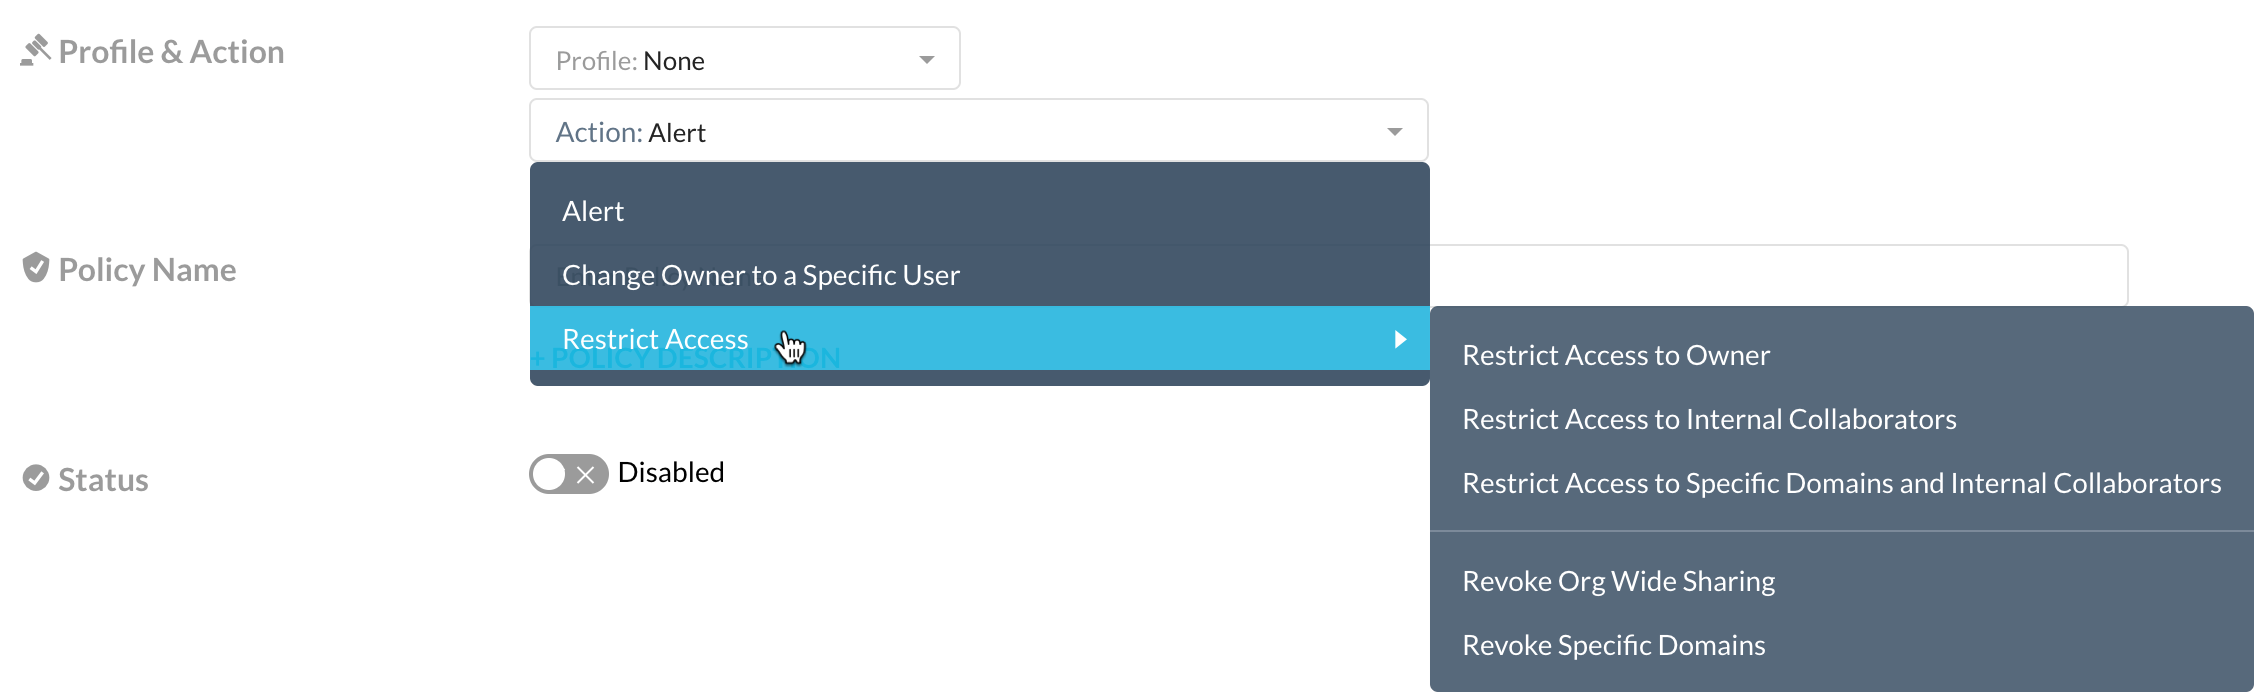 Profile & Action
Profile: None
Action: Alert
Alert
Policy Name
Change Owner to a Specific User
Restrict Access
+ POLICY DESCRIPTION
Restrict Access to Owner
Restrict Access to Internal Collaborators
Restrict Access to Specific Domains and Internal Collaborators
Status
Disabled
Revoke Org Wide Sharing
Revoke Specific Domains